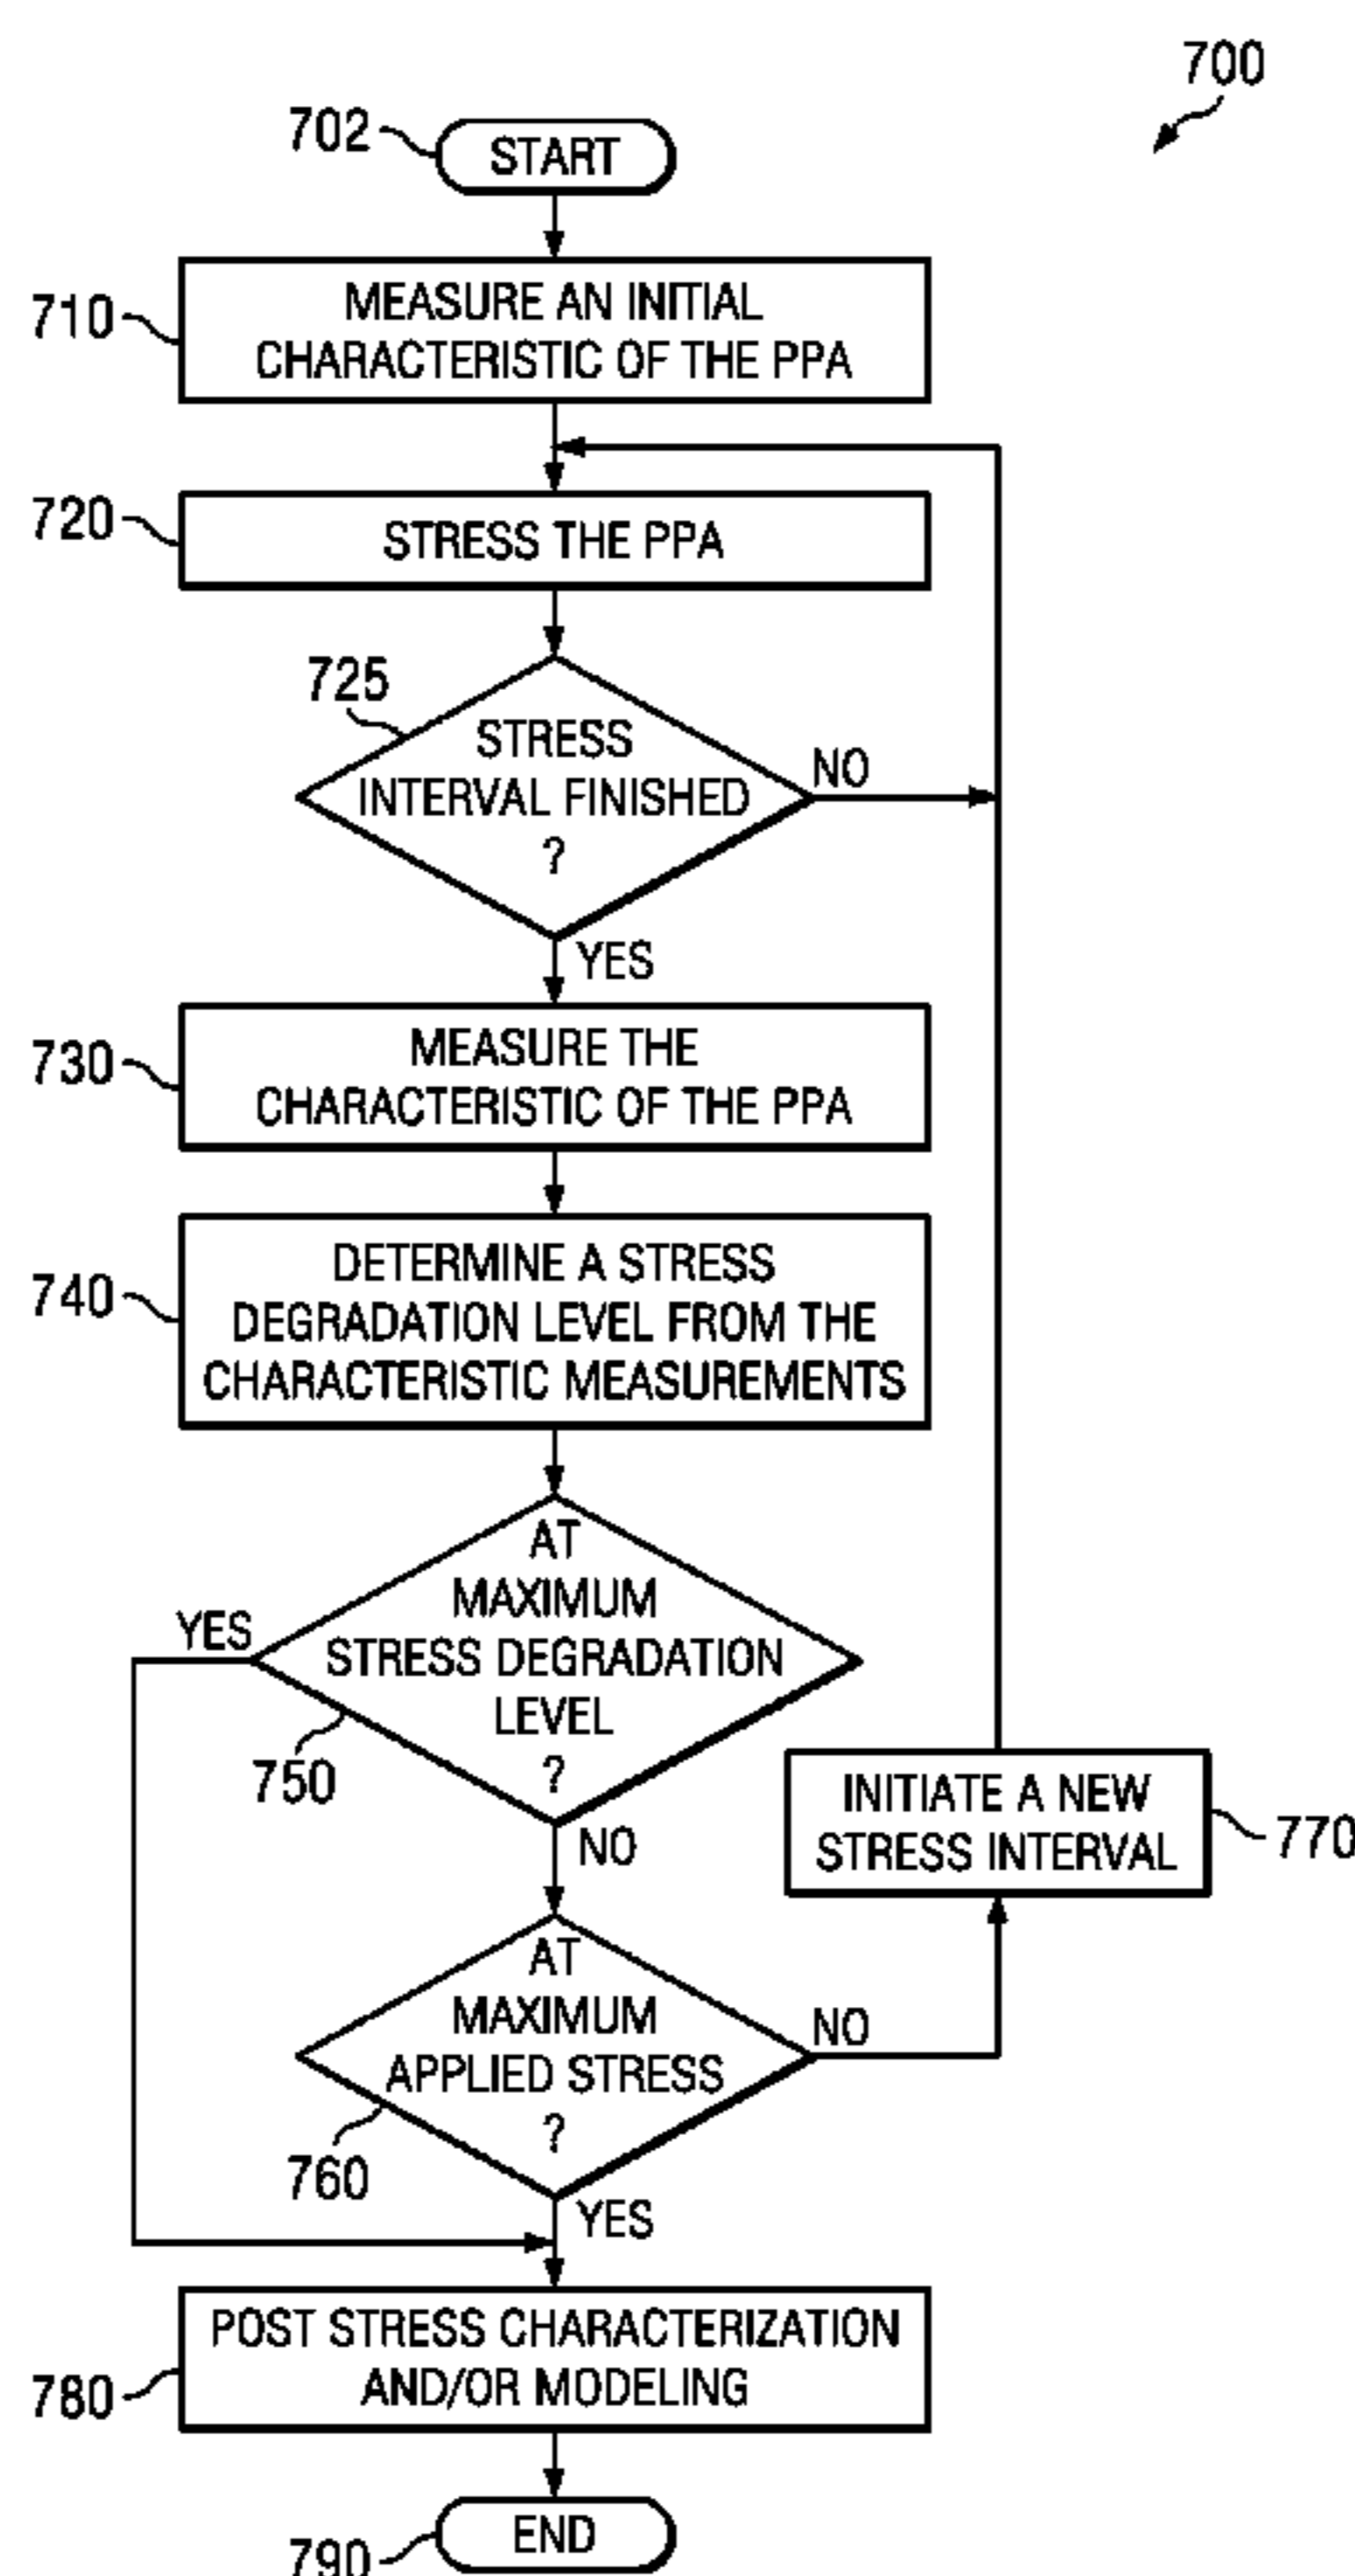 700
702
START
710
MEASURE AN INITIAL
CHARACTERISTIC OF THE PPA
720
STRESS THE PPA
725
STRESS
INTERVAL FINISHED
?
NO
YES
730
MEASURE THE
CHARACTERISTIC OF THE PPA
740
DETERMINE A STRESS
DEGRADATION LEVEL FROM THE
CHARACTERISTIC MEASUREMENTS
AT
MAXIMUM
STRESS DEGRADATION
LEVEL
?
YES
750
NO
INITIATE A NEW
STRESS INTERVAL
770
AT
MAXIMUM
APPLIED STRESS
?
NO
760
YES
780
POST STRESS CHARACTERIZATION
AND/OR MODELING
790
END